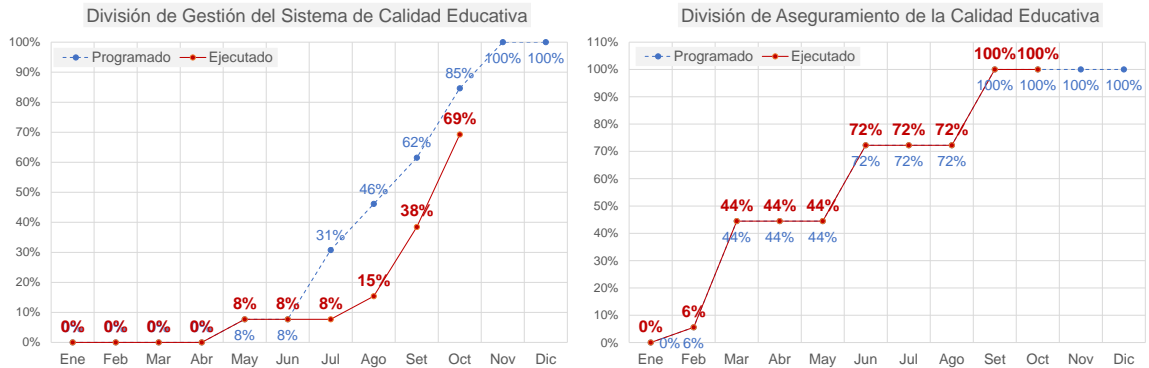 División de Gestión del Sistema de Calidad Educativa
Programado
Ejecutado
100%
90%
80%
70%
60%
50%
40%
30%
20%
10%
0%
0% 0% 0% 0% 8% 8% 8% 15% 38% 69%
8% 8% 31% 46% 62% 85% 100% 100%
Ene Feb Mar Abr May Jun Jul Ago Set Oct Nov Dic
División de Aseguramiento de la Calidad Educativa
Programado
Ejecutado
110%
100%
90%
80%
70%
60%
50%
40%
30%
20%
10%
0%
0% 6% 44% 44% 44% 72% 72% 72% 100% 100%
0% 6% 44% 44% 44% 72% 72% 72% 100% 100% 100% 100%
Ene Feb Mar Abr May Jun Jul Ago Set Oct Nov Dic